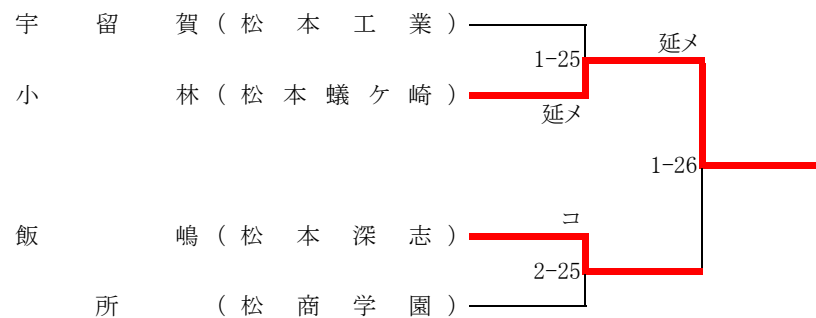 宇留賀(松本工業)
延メ
1-25
小林(松本蟻ケ崎)
延メ
1-26
コ
飯嶋(松本深志)
2-25
所(松商学園)